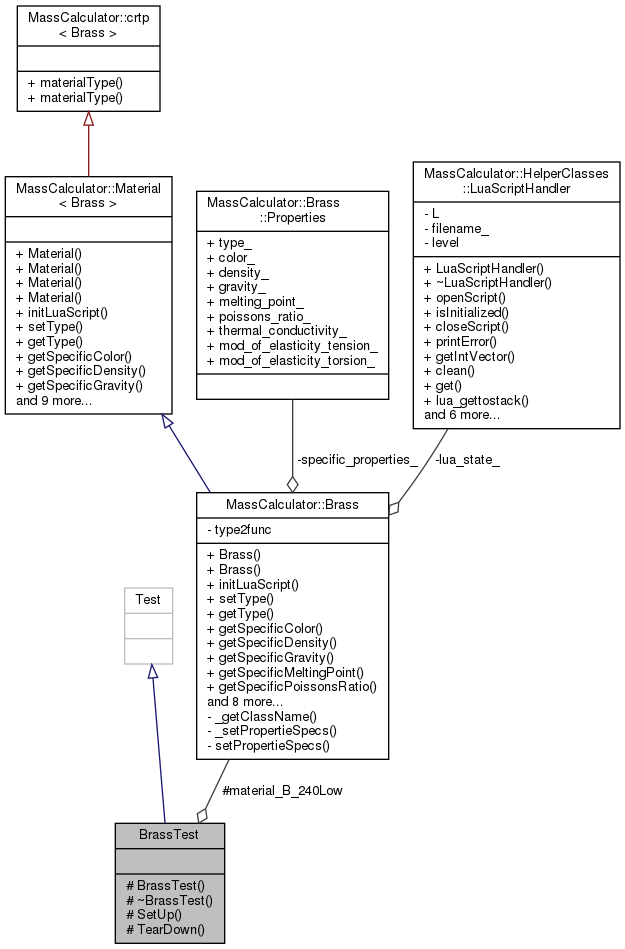 MassCalculator::crtp
< Brass >
+ materialType()
+ materialType()
MassCalculator::Material
< Brass >
+ Material()
+ Material()
+ Material()
+ Material()
+ initLuaScript()
+ setType()
+ getType()
+ getSpecificColor()
+ getSpecificDensity()
+ getSpecificGravity()
and 9 more...
MassCalculator::Brass
::Properties
+ type_
+ color_
+ density_
+ gravity_
+ melting_point_
+ poissons_ratio_
+ thermal_conductivity_
+ mod_of_elasticity_tension_
+ mod_of_elasticity_torsion_
MassCalculator::HelperClasses
::LuaScriptHandler
- L
- filename_
- level
+ LuaScriptHandler()
+ ~LuaScriptHandler()
+ openScript()
+ isInitialized()
+ closeScript()
+ printError()
+ getIntVector()
+ clean()
+ get()
+ lua_gettostack()
and 6 more...
-specific_properties_
-lua_state_
MassCalculator::Brass
- type2func
+ Brass()
+ Brass()
+ initLuaScript()
+ setType()
+ getType()
+ getSpecificColor()
+ getSpecificDensity()
+ getSpecificGravity()
+ getSpecificMeltingPoint()
+ getSpecificPoissonsRatio()
and 8 more...
- _getClassName()
- _setPropertieSpecs()
- setPropertieSpecs()
Test
#material_B_240Low
BrassTest
# BrassTest()
# ~BrassTest()
# SetUp()
# TearDown()